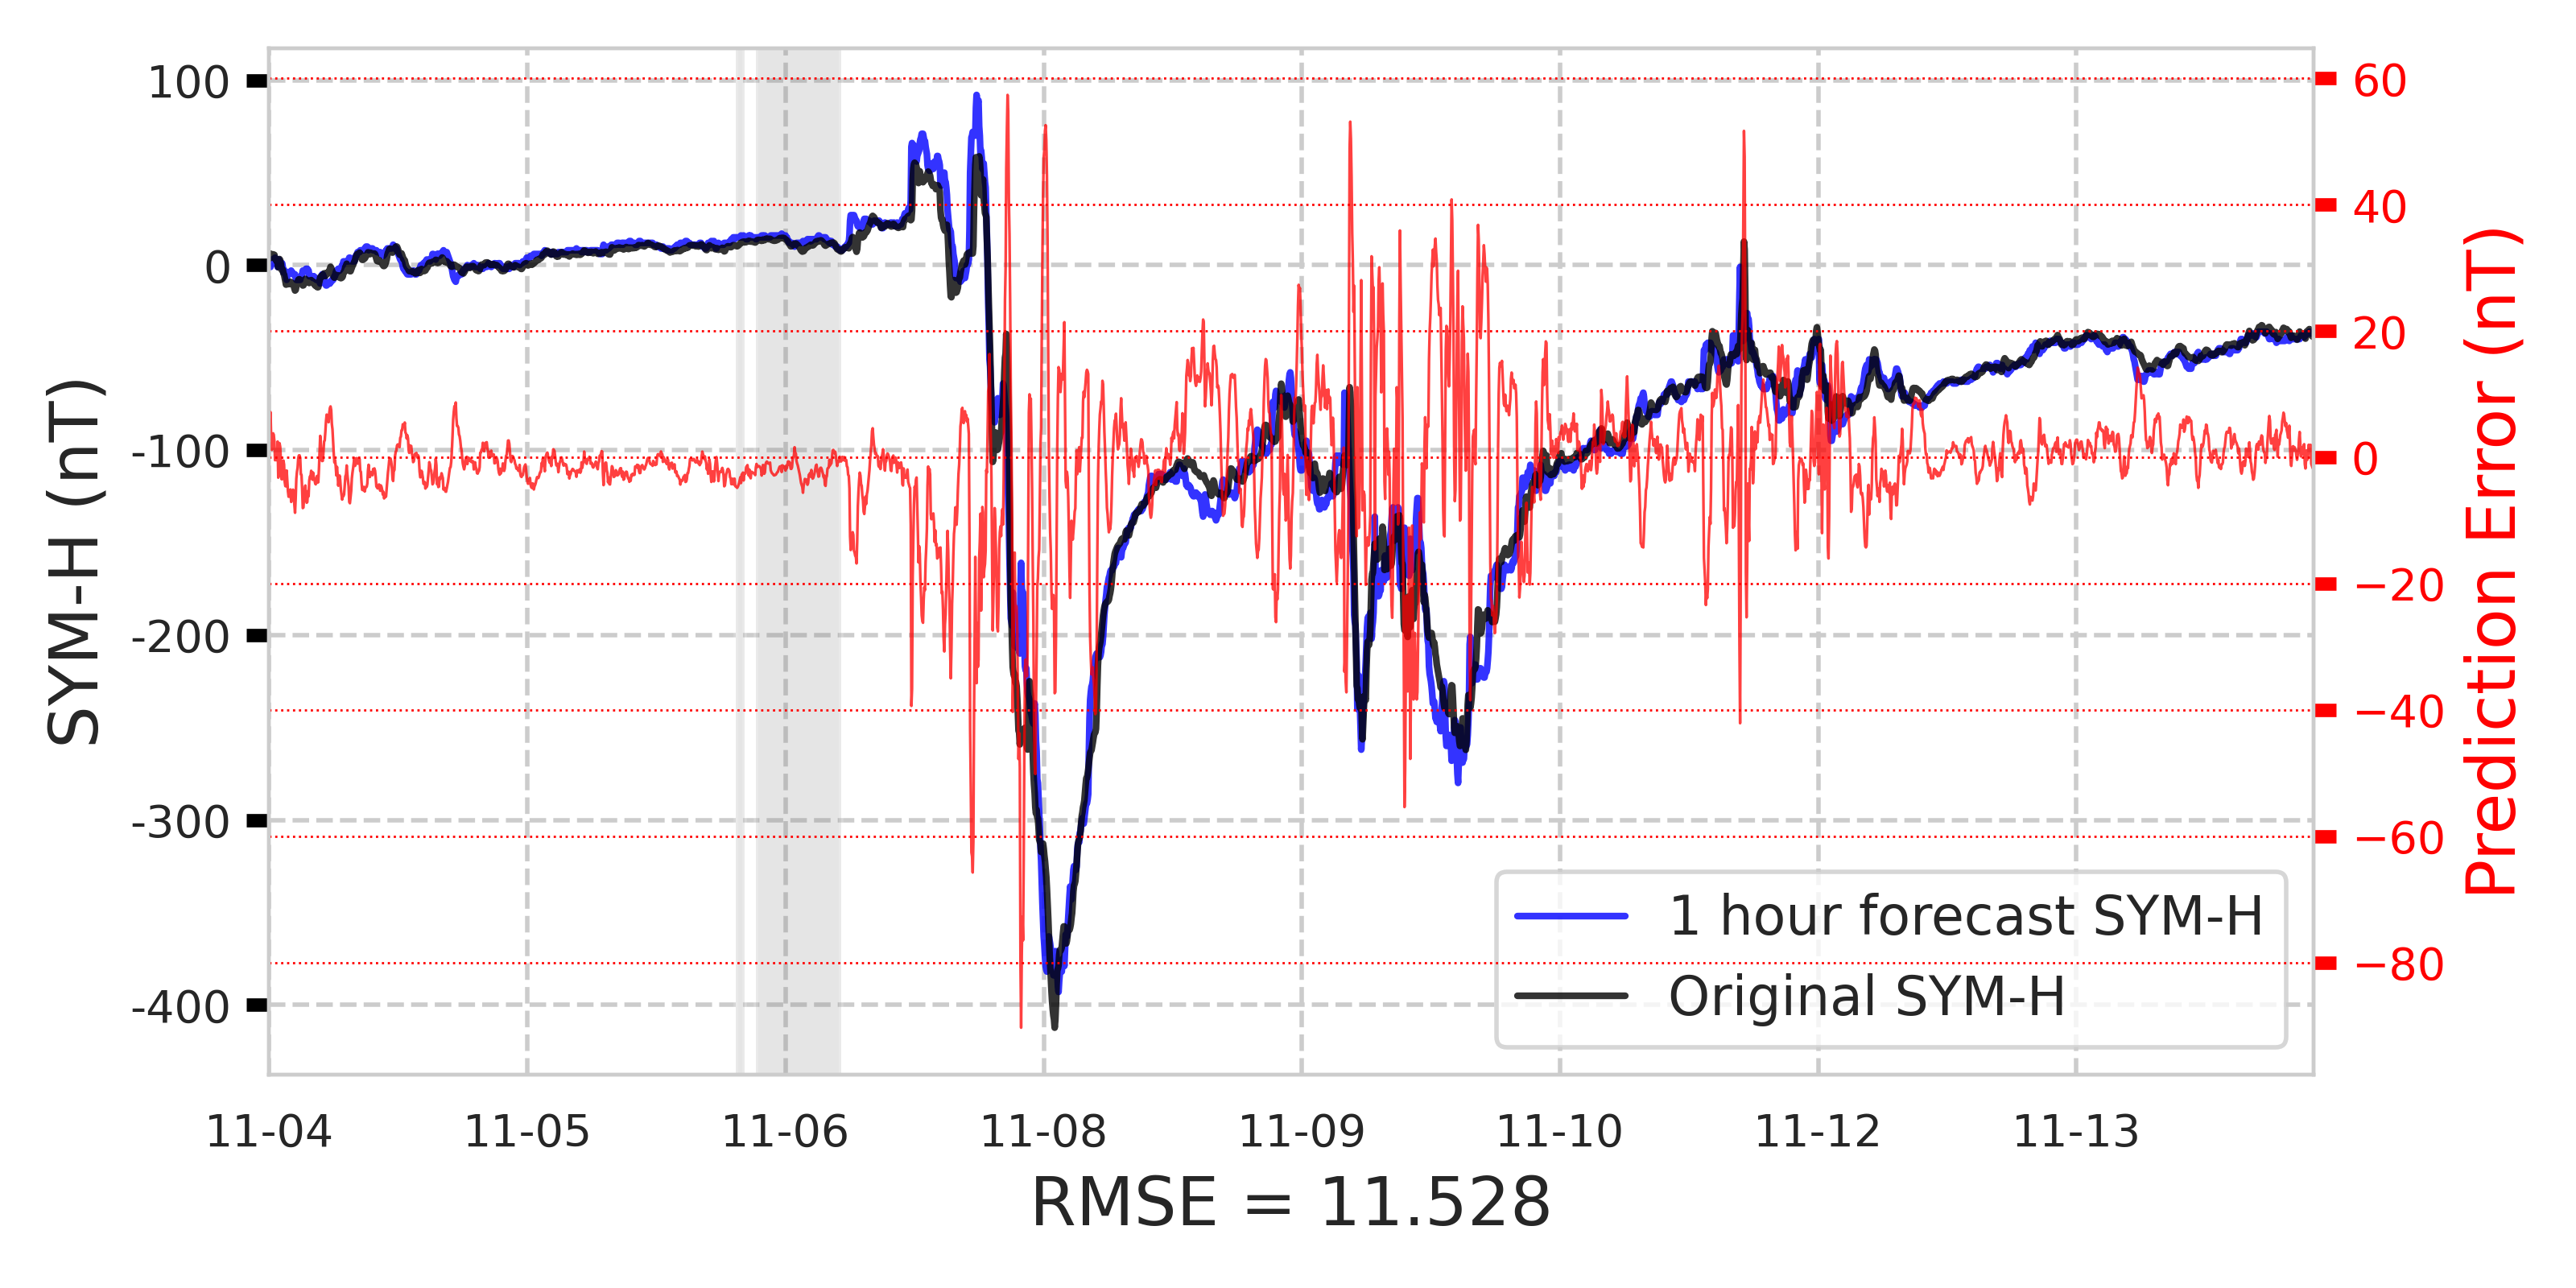 100
0
-100
-200
-300
-400
SYM-H (nT)
60
40
20
0
−20
−40
−60
−80
Prediction Error (nT)
1 hour forecast SYM-H
Original SYM-H
11-04 11-05 11-06 11-08 11-09 11-10 11-12 11-13
RMSE = 11.528